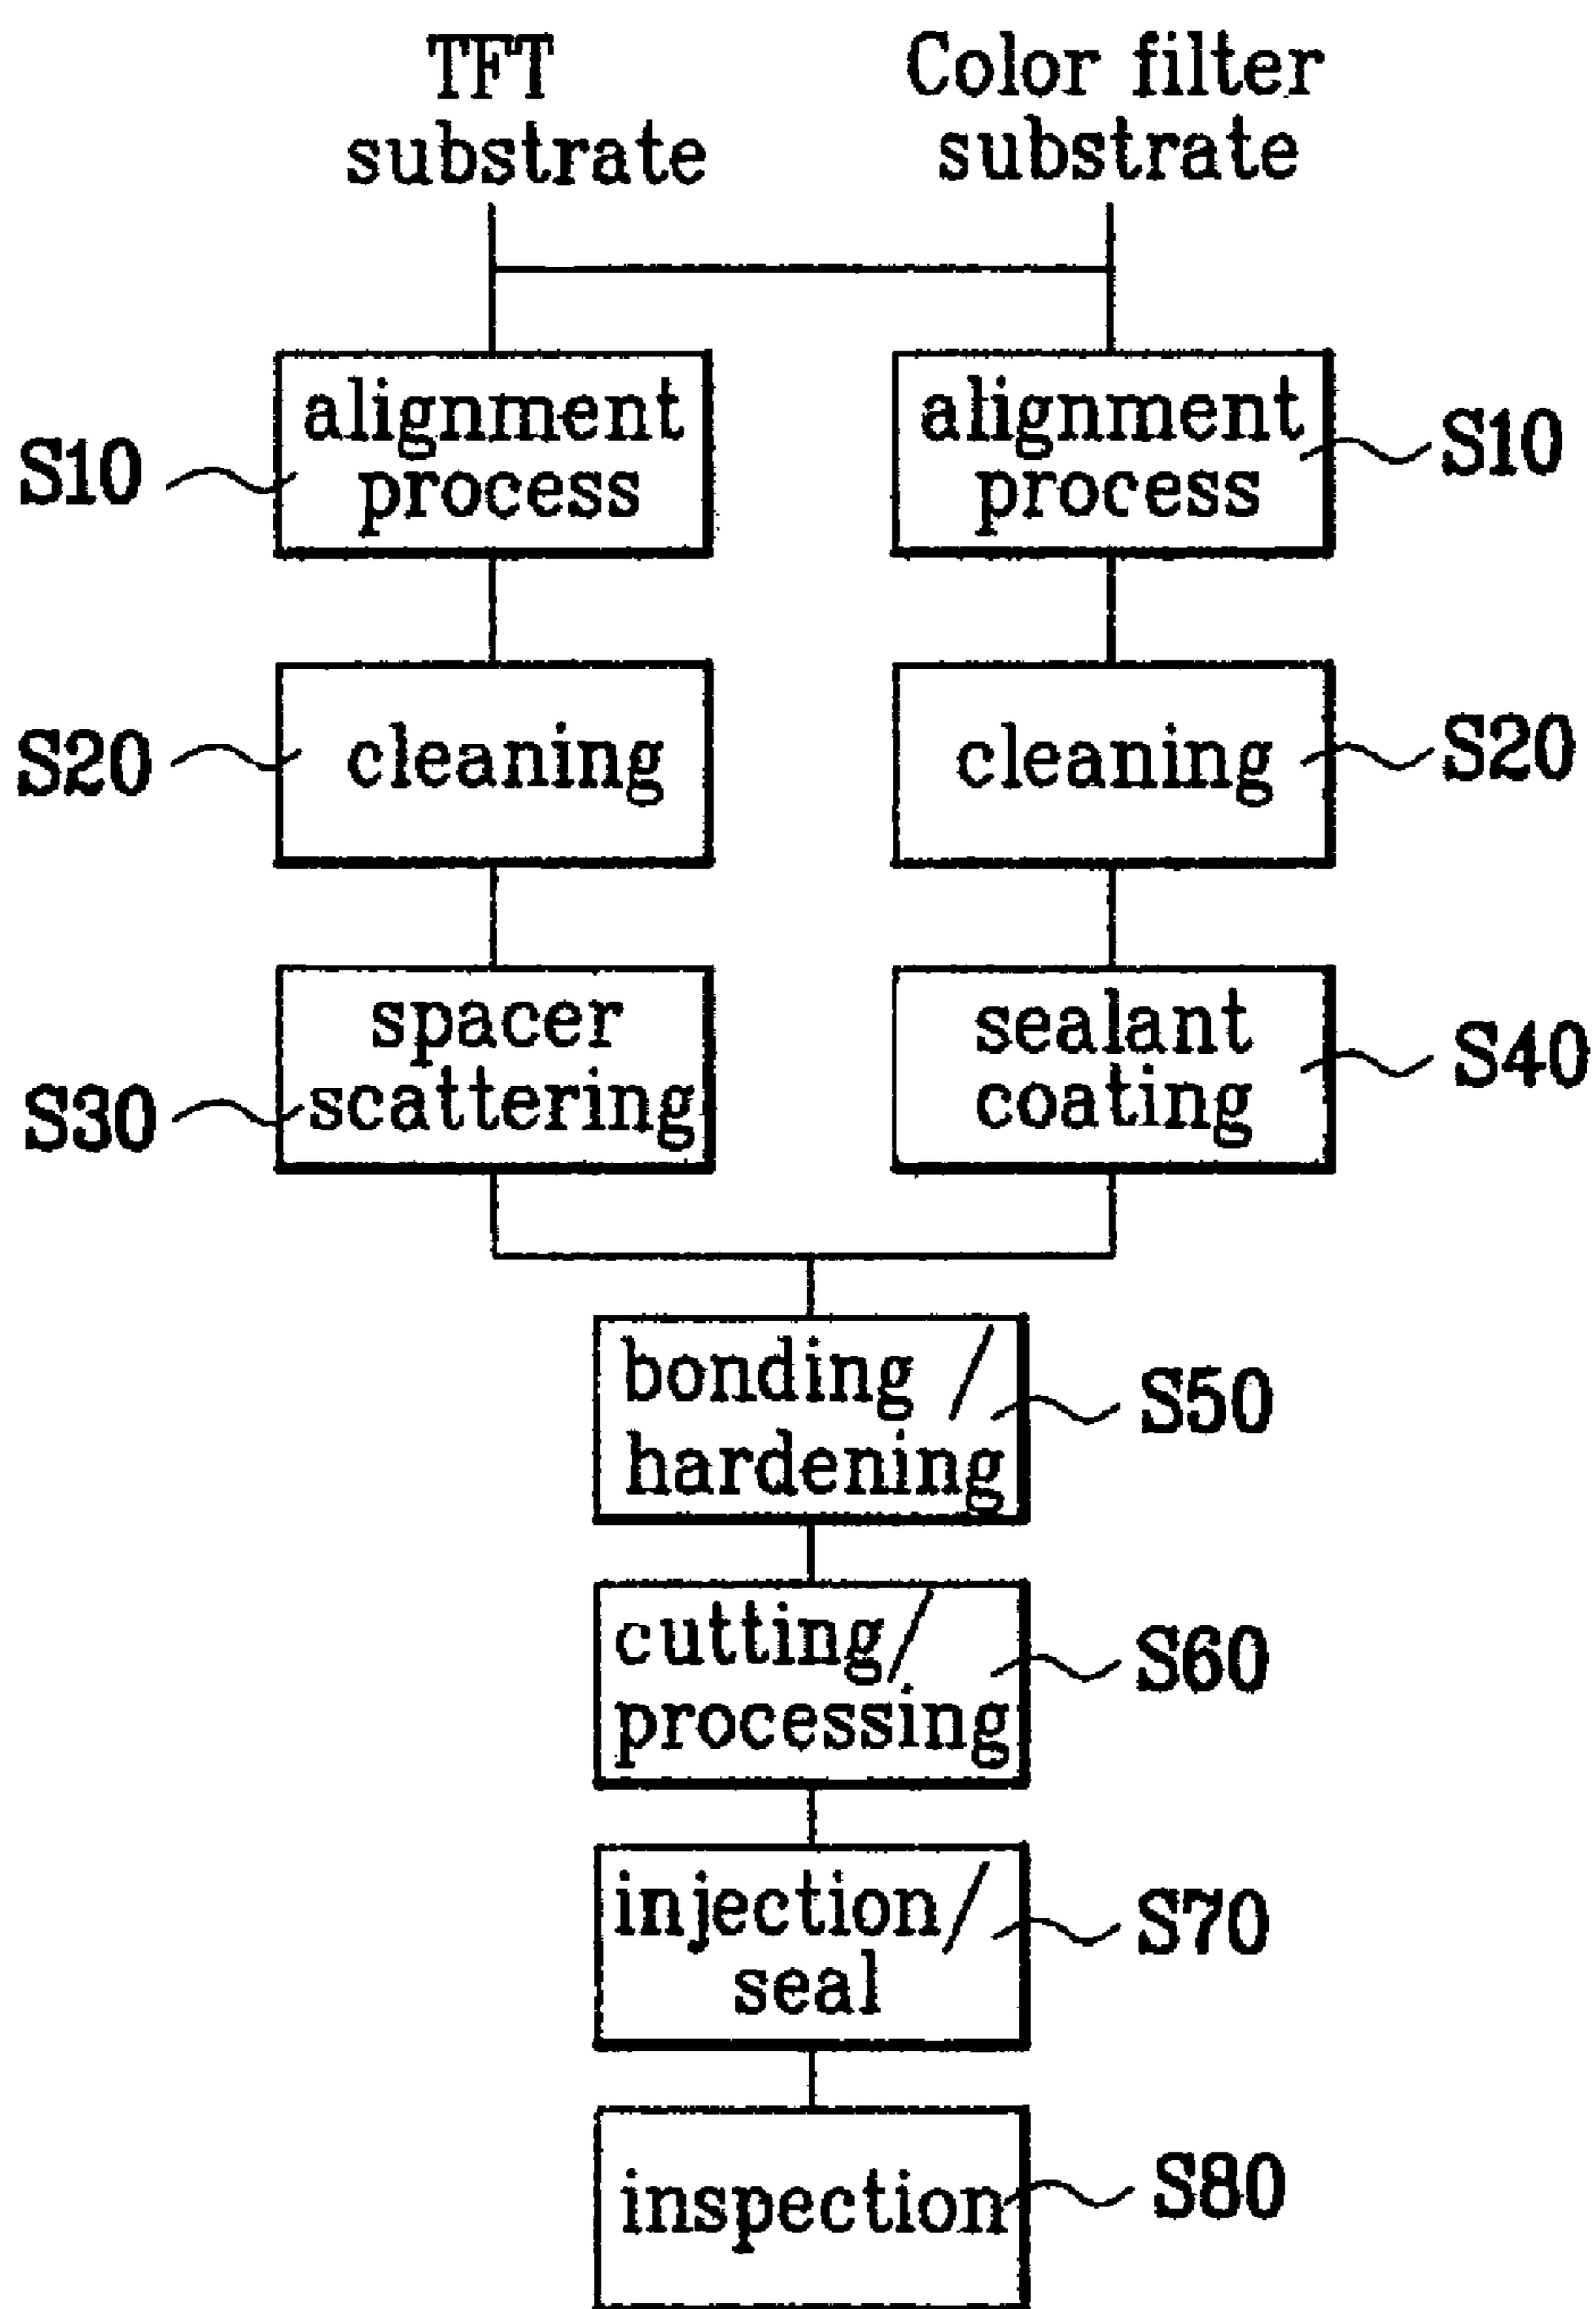 TFT
substrate
Color filter
substrate
alignment
process
S10
alignment
process
S10
cleaning
S20
cleaning
S20
spacer
scattering
S30
sealant
coating
S40
bonding /
hardening
S50
cutting/
processing
S60
injection/
seal
S70
inspection
S80